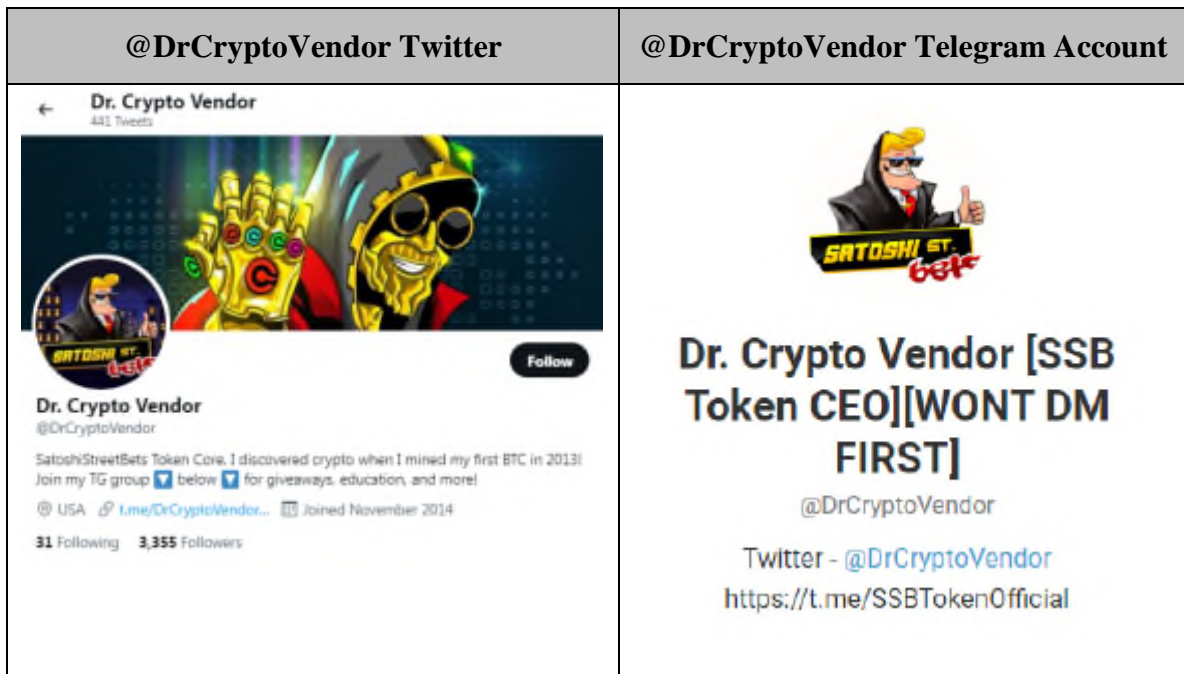 @DrCryptoVendor Twitter
@DrCryptoVendor Telegram Account
← Dr. Crypto Vendor
441 Tweets
SATOSHI ST.
bets
Follow
Dr. Crypto Vendor
@DrCryptoVendor
SatoshiStreetBets Token Core. I discovered crypto when I mined my first BTC in 2013!
Join my TG group 🔽 below 🔽 for giveaways, education, and more!
USA t.me/DrCryptoVendor... Joined November 2014
31 Following 3,355 Followers
SATOSHI ST.
bets
Dr. Crypto Vendor [SSB
Token CEO][WONT DM
FIRST]
@DrCryptoVendor
Twitter - @DrCryptoVendor
https://t.me/SSBTokenOfficial